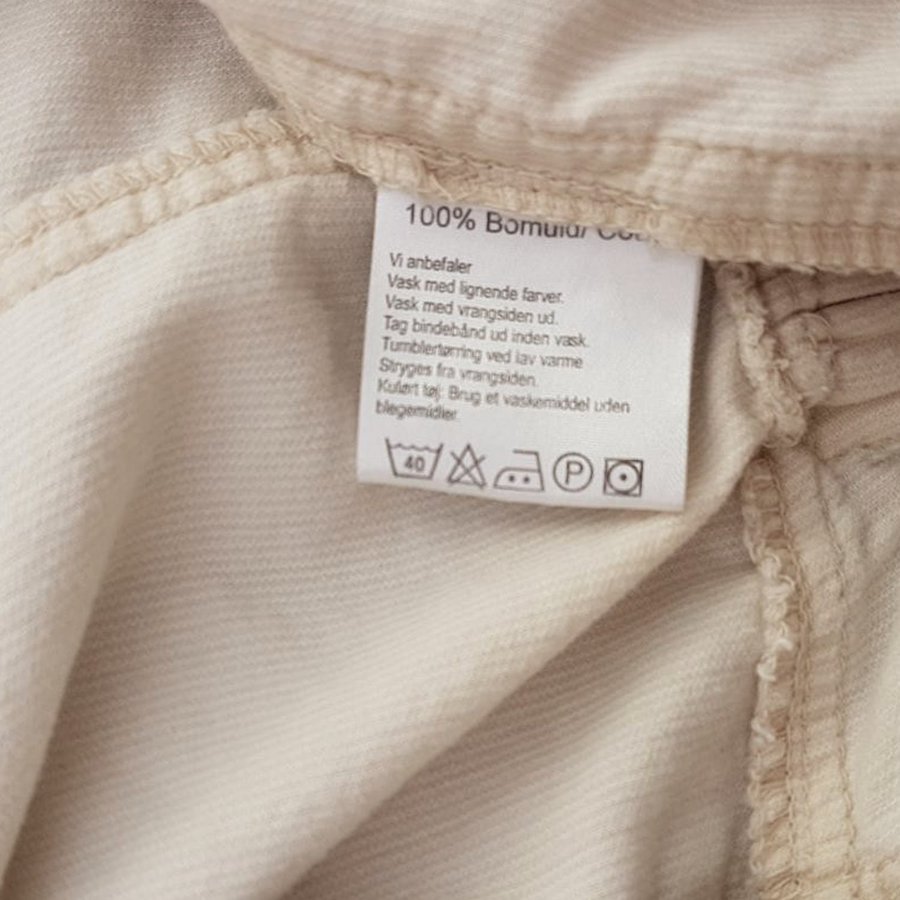 100% Bomuld/
Vi anbefaler
Vask med lignende farver.
Vask med vrangsiden ud.
Tag bindebånd ud inden vask.
Tumblertørring ved lav varme
Stryges fra vrangsiden.
Kulørt tøj: Brug et vaskemiddel uden
blegemidler.
40 P